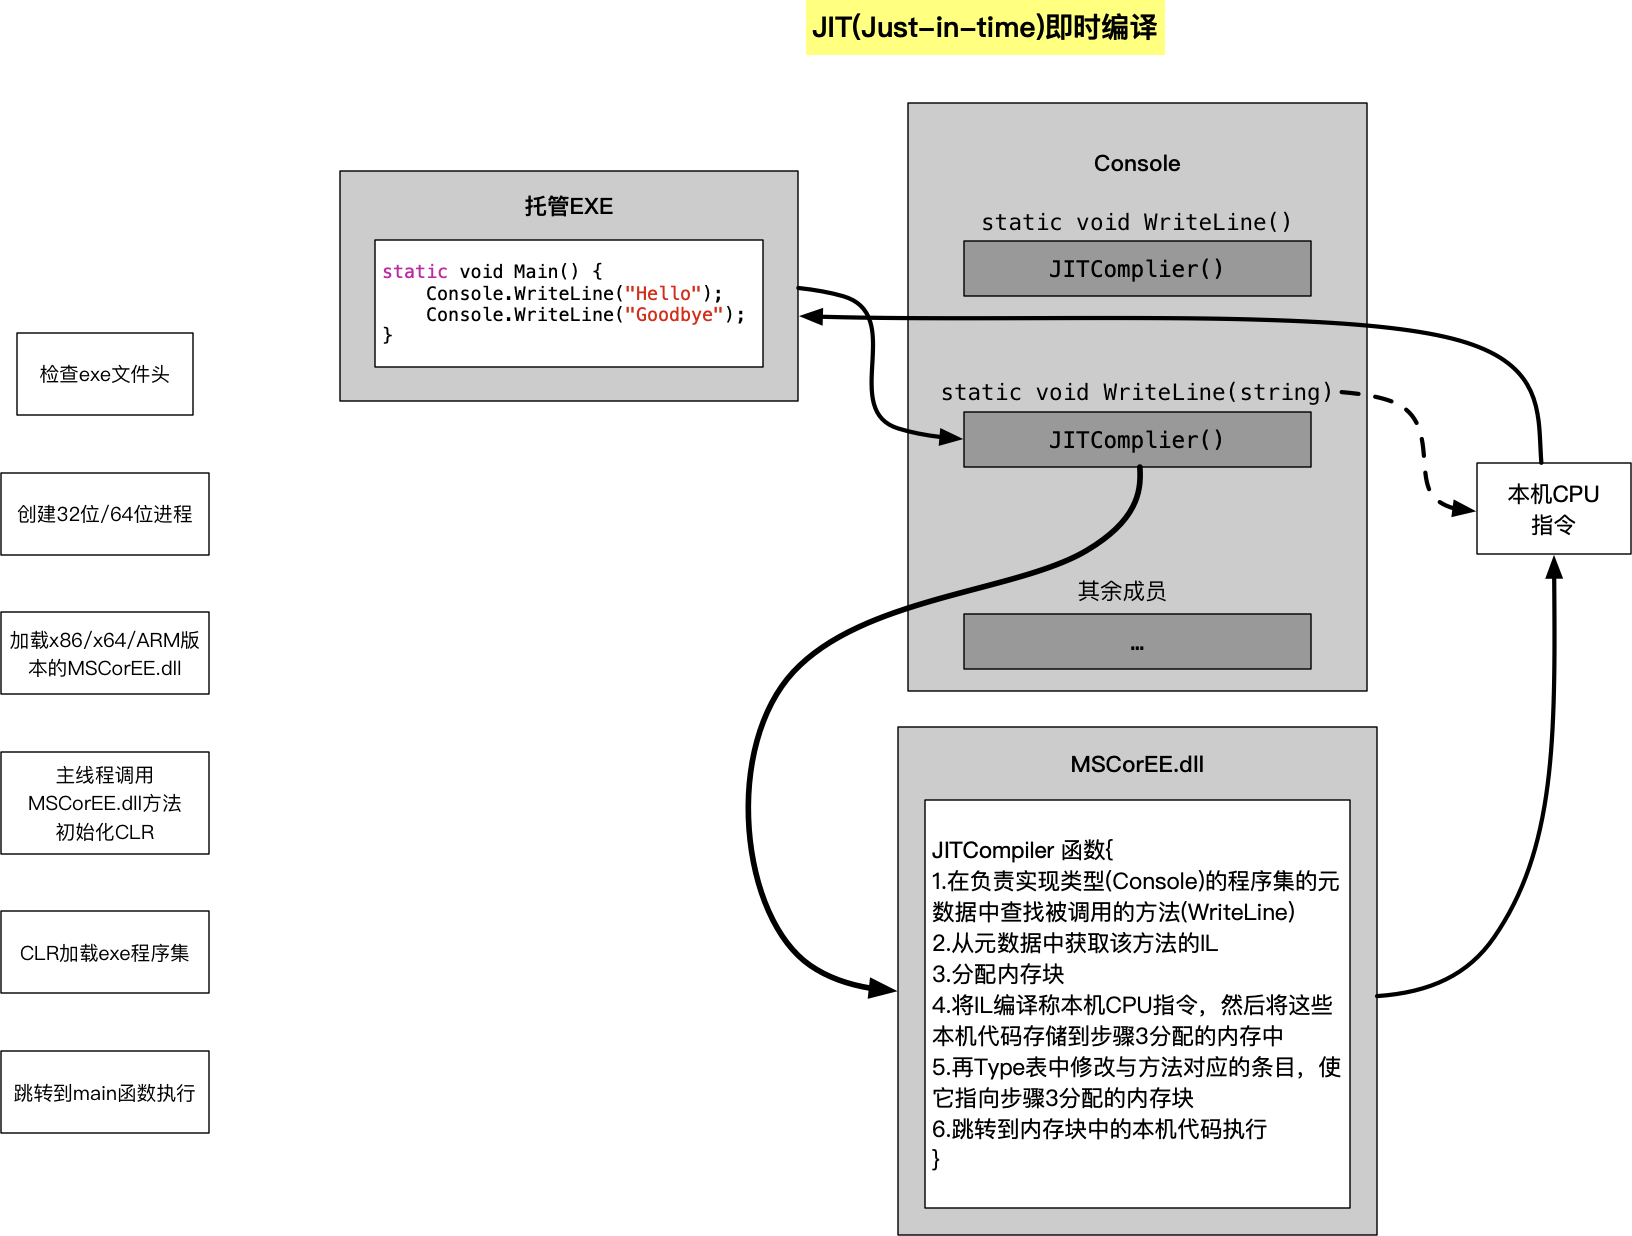 JIT(Just-in-time)即时编译
托管EXE
static void Main() {
    Console.WriteLine("Hello");
    Console.WriteLine("Goodbye");
}
Console
static void WriteLine()
JITComplier()
static void WriteLine(string)
JITComplier()
其余成员
…
本机CPU
指令
检查exe文件头
创建32位/64位进程
加载x86/x64/ARM版
本的MSCorEE.dll
主线程调用
MSCorEE.dll方法
初始化CLR
CLR加载exe程序集
跳转到main函数执行
MSCorEE.dll
JITCompiler 函数{
1.在负责实现类型(Console)的程序集的元
数据中查找被调用的方法(WriteLine)
2.从元数据中获取该方法的IL
3.分配内存块
4.将IL编译称本机CPU指令，然后将这些
本机代码存储到步骤3分配的内存中
5.再Type表中修改与方法对应的条目，使
它指向步骤3分配的内存块
6.跳转到内存块中的本机代码执行
}